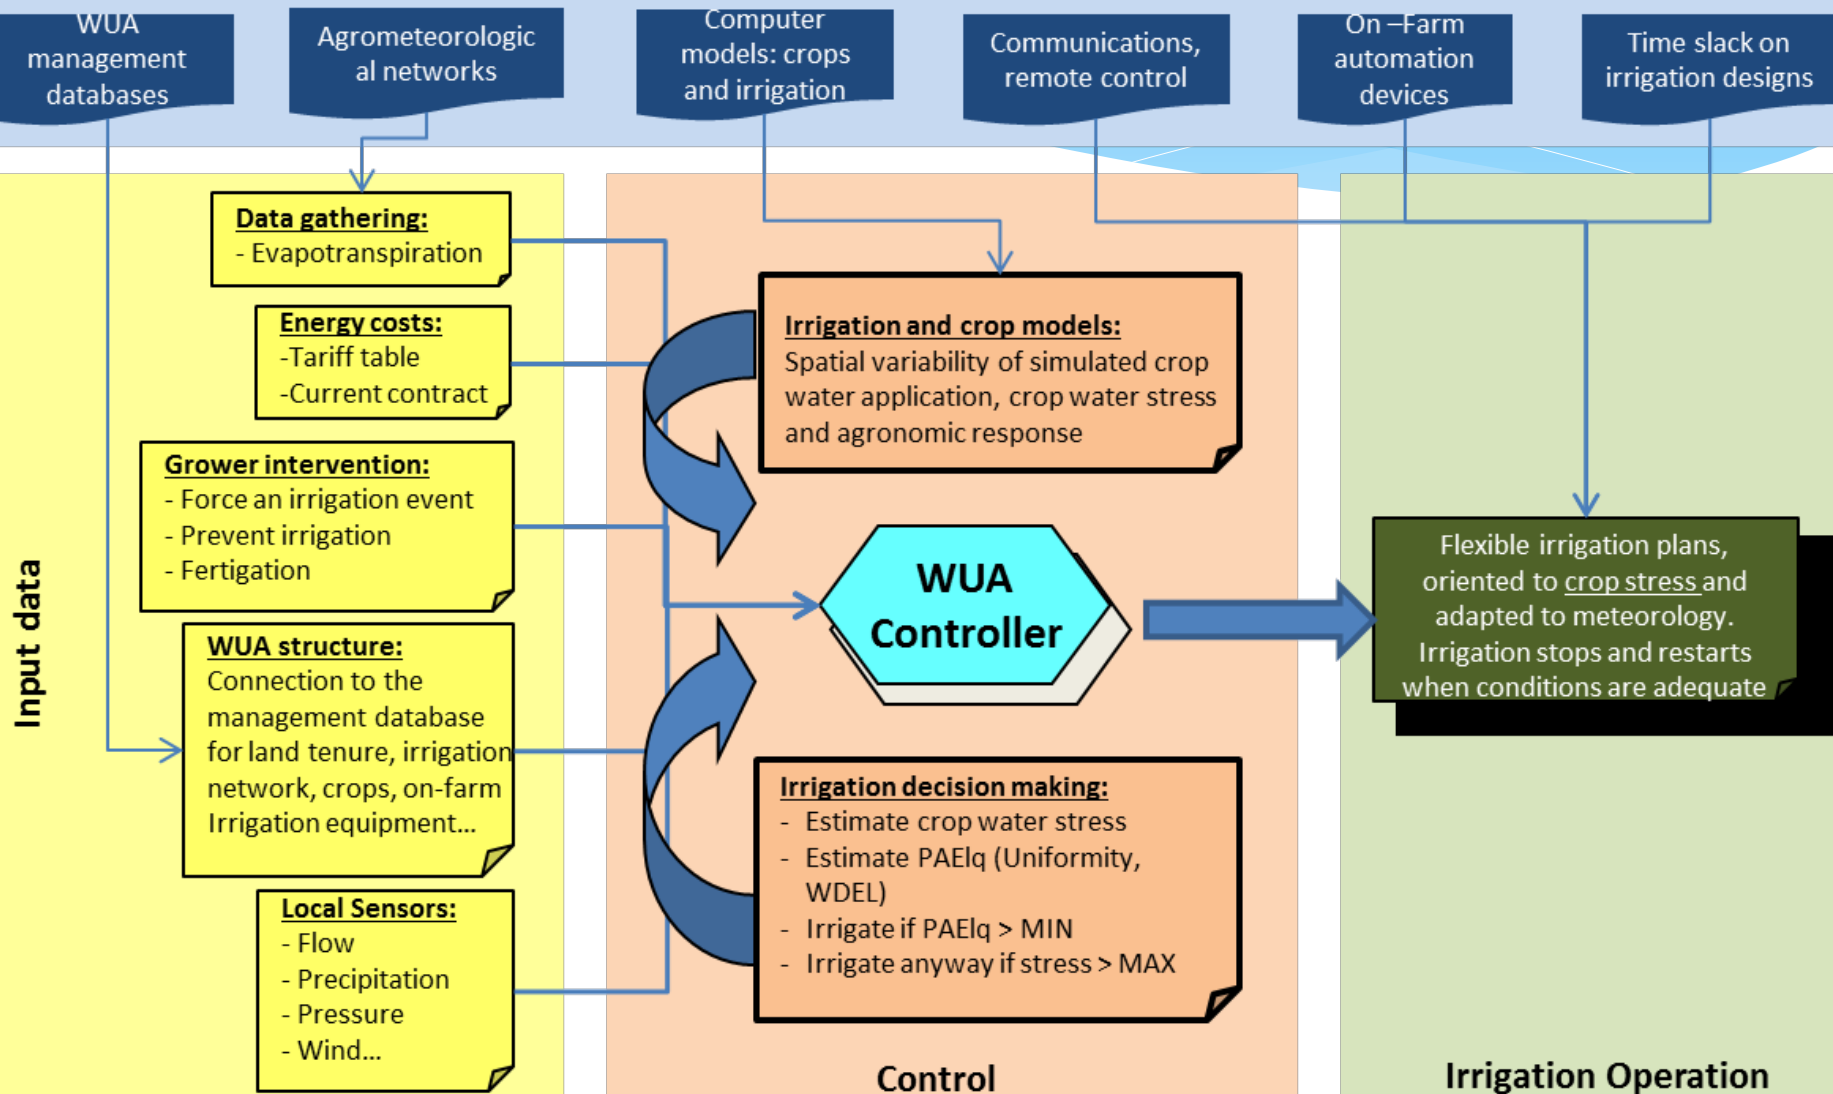 WUA
management
databases
Agrometeorologic
al networks
Computer
models: crops
and irrigation
Communications,
remote control
On –Farm
automation
devices
Time slack on
irrigation designs
Data gathering:
- Evapotranspiration
Energy costs:
-Tariff table
-Current contract
Grower intervention:
- Force an irrigation event
- Prevent irrigation
- Fertigation
WUA structure:
Connection to the
management database
for land tenure, irrigation
network, crops, on-farm
Irrigation equipment...
Local Sensors:
- Flow
- Precipitation
- Pressure
- Wind...
Input data
Irrigation and crop models:
Spatial variability of simulated crop
water application, crop water stress
and agronomic response
WUA
Controller
Irrigation decision making:
- Estimate crop water stress
- Estimate PAElq (Uniformity,
WDEL)
- Irrigate if PAElq > MIN
- Irrigate anyway if stress > MAX
Control
Flexible irrigation plans,
oriented to crop stress and
adapted to meteorology.
Irrigation stops and restarts
when conditions are adequate
Irrigation Operation